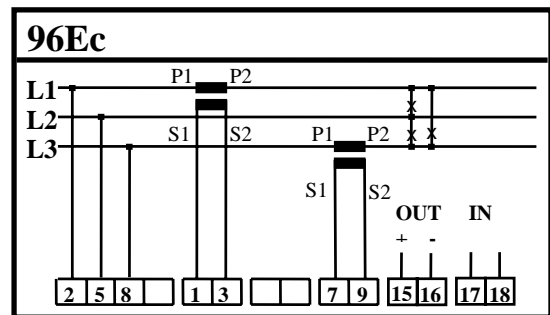 96Ec
P1 P2
L1
L2
S1 S2 P1 P2
L3
S1 S2
OUT IN
+ -
2 5 8 1 3 7 9 15 16 17 18